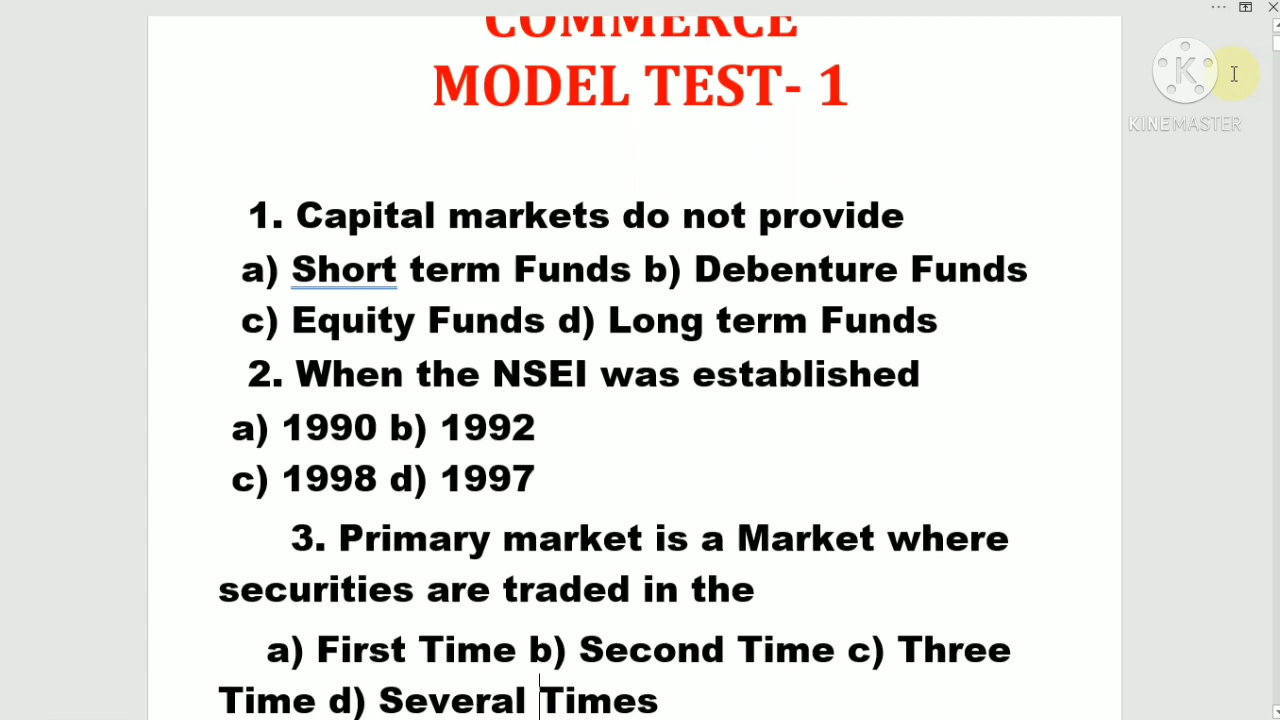 COMMERCE
MODEL TEST- 1
K
KINEMASTER
1. Capital markets do not provide
a) Short term Funds b) Debenture Funds
c) Equity Funds d) Long term Funds
2. When the NSEI was established
a) 1990 b) 1992
c) 1998 d) 1997
3. Primary market is a Market where
securities are traded in the
a) First Time b) Second Time c) Three
Time d) Several Times